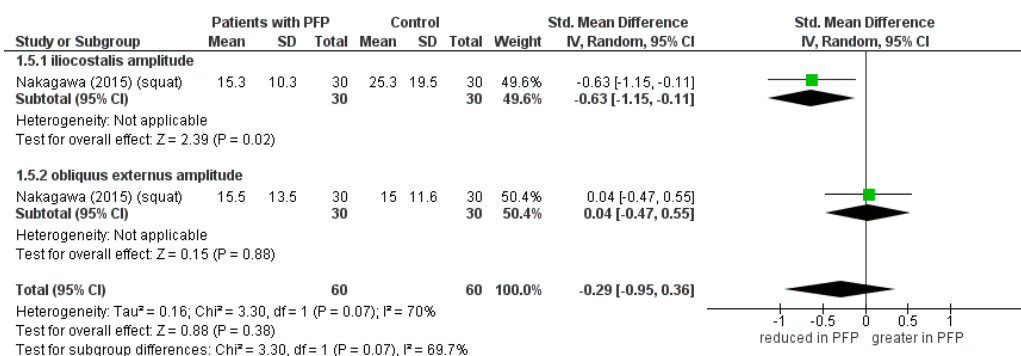 Patients with PFP Control Std. Mean Difference Std. Mean Difference
Study or Subgroup Mean SD Total Mean SD Total Weight IV, Random, 95% CI IV, Random, 95% CI
1.5.1 iliocostalis amplitude
Nakagawa (2015) (squat) 15.3 10.3 30 25.3 19.5 30 49.6% -0.63 [-1.15, -0.11]
Subtotal (95% CI) 30 30 49.6% -0.63 [-1.15, -0.11]
Heterogeneity: Not applicable
Test for overall effect: Z = 2.39 (P = 0.02)
1.5.2 obliquus externus amplitude
Nakagawa (2015) (squat) 15.5 13.5 30 15 11.6 30 50.4% 0.04 [-0.47, 0.55]
Subtotal (95% CI) 30 30 50.4% 0.04 [-0.47, 0.55]
Heterogeneity: Not applicable
Test for overall effect: Z = 0.15 (P = 0.88)
Total (95% CI) 60 60 100.0% -0.29 [-0.95, 0.36]
Heterogeneity: Tau² = 0.16; Chi² = 3.30, df = 1 (P = 0.07); I² = 70%
Test for overall effect: Z = 0.88 (P = 0.38)
Test for subgroup differences: Chi² = 3.30, df = 1 (P = 0.07), I² = 69.7%
-1 -0.5 0 0.5 1
reduced in PFP greater in PFP